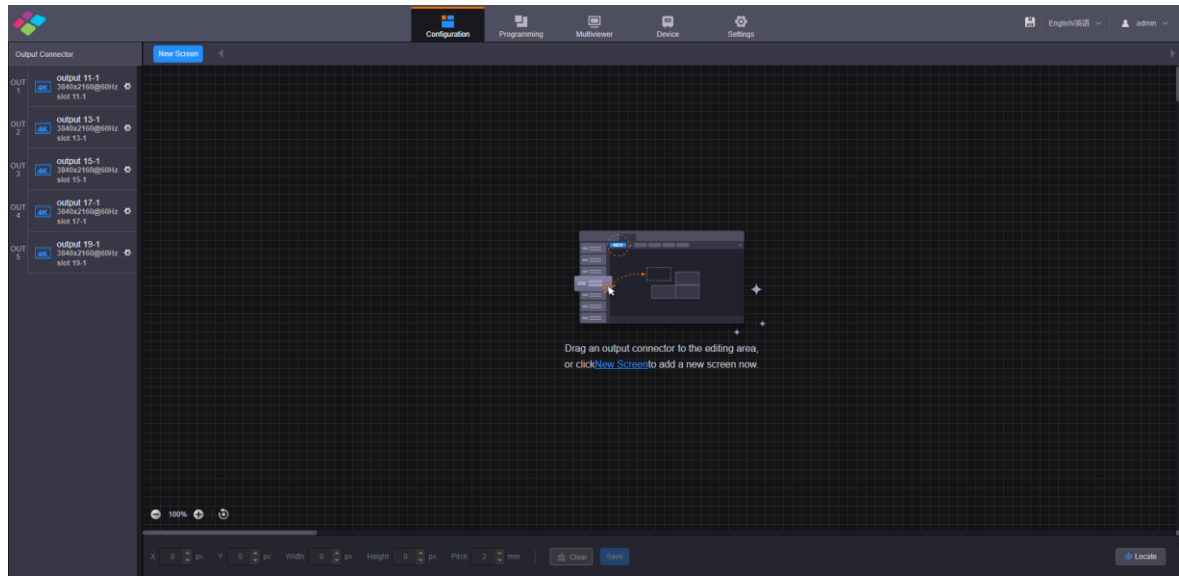 Configuration
Programming
Multiviewer
Device
Settings
English/英语
admin
Output Connector
New Screen
OUT 1
4K
output 11-1
3840x2160@60Hz
slot 11-1
OUT 2
4K
output 13-1
3840x2160@60Hz
slot 13-1
OUT 3
4K
output 15-1
3840x2160@60Hz
slot 15-1
OUT 4
4K
output 17-1
3840x2160@60Hz
slot 17-1
OUT 5
4K
output 19-1
3840x2160@60Hz
slot 19-1
Drag an output connector to the editing area,
or clickNew Screento add a new screen now.
100%
X 0 px Y 0 px Width 0 px Height 0 px Pitch 2 mm Clear Save Locate